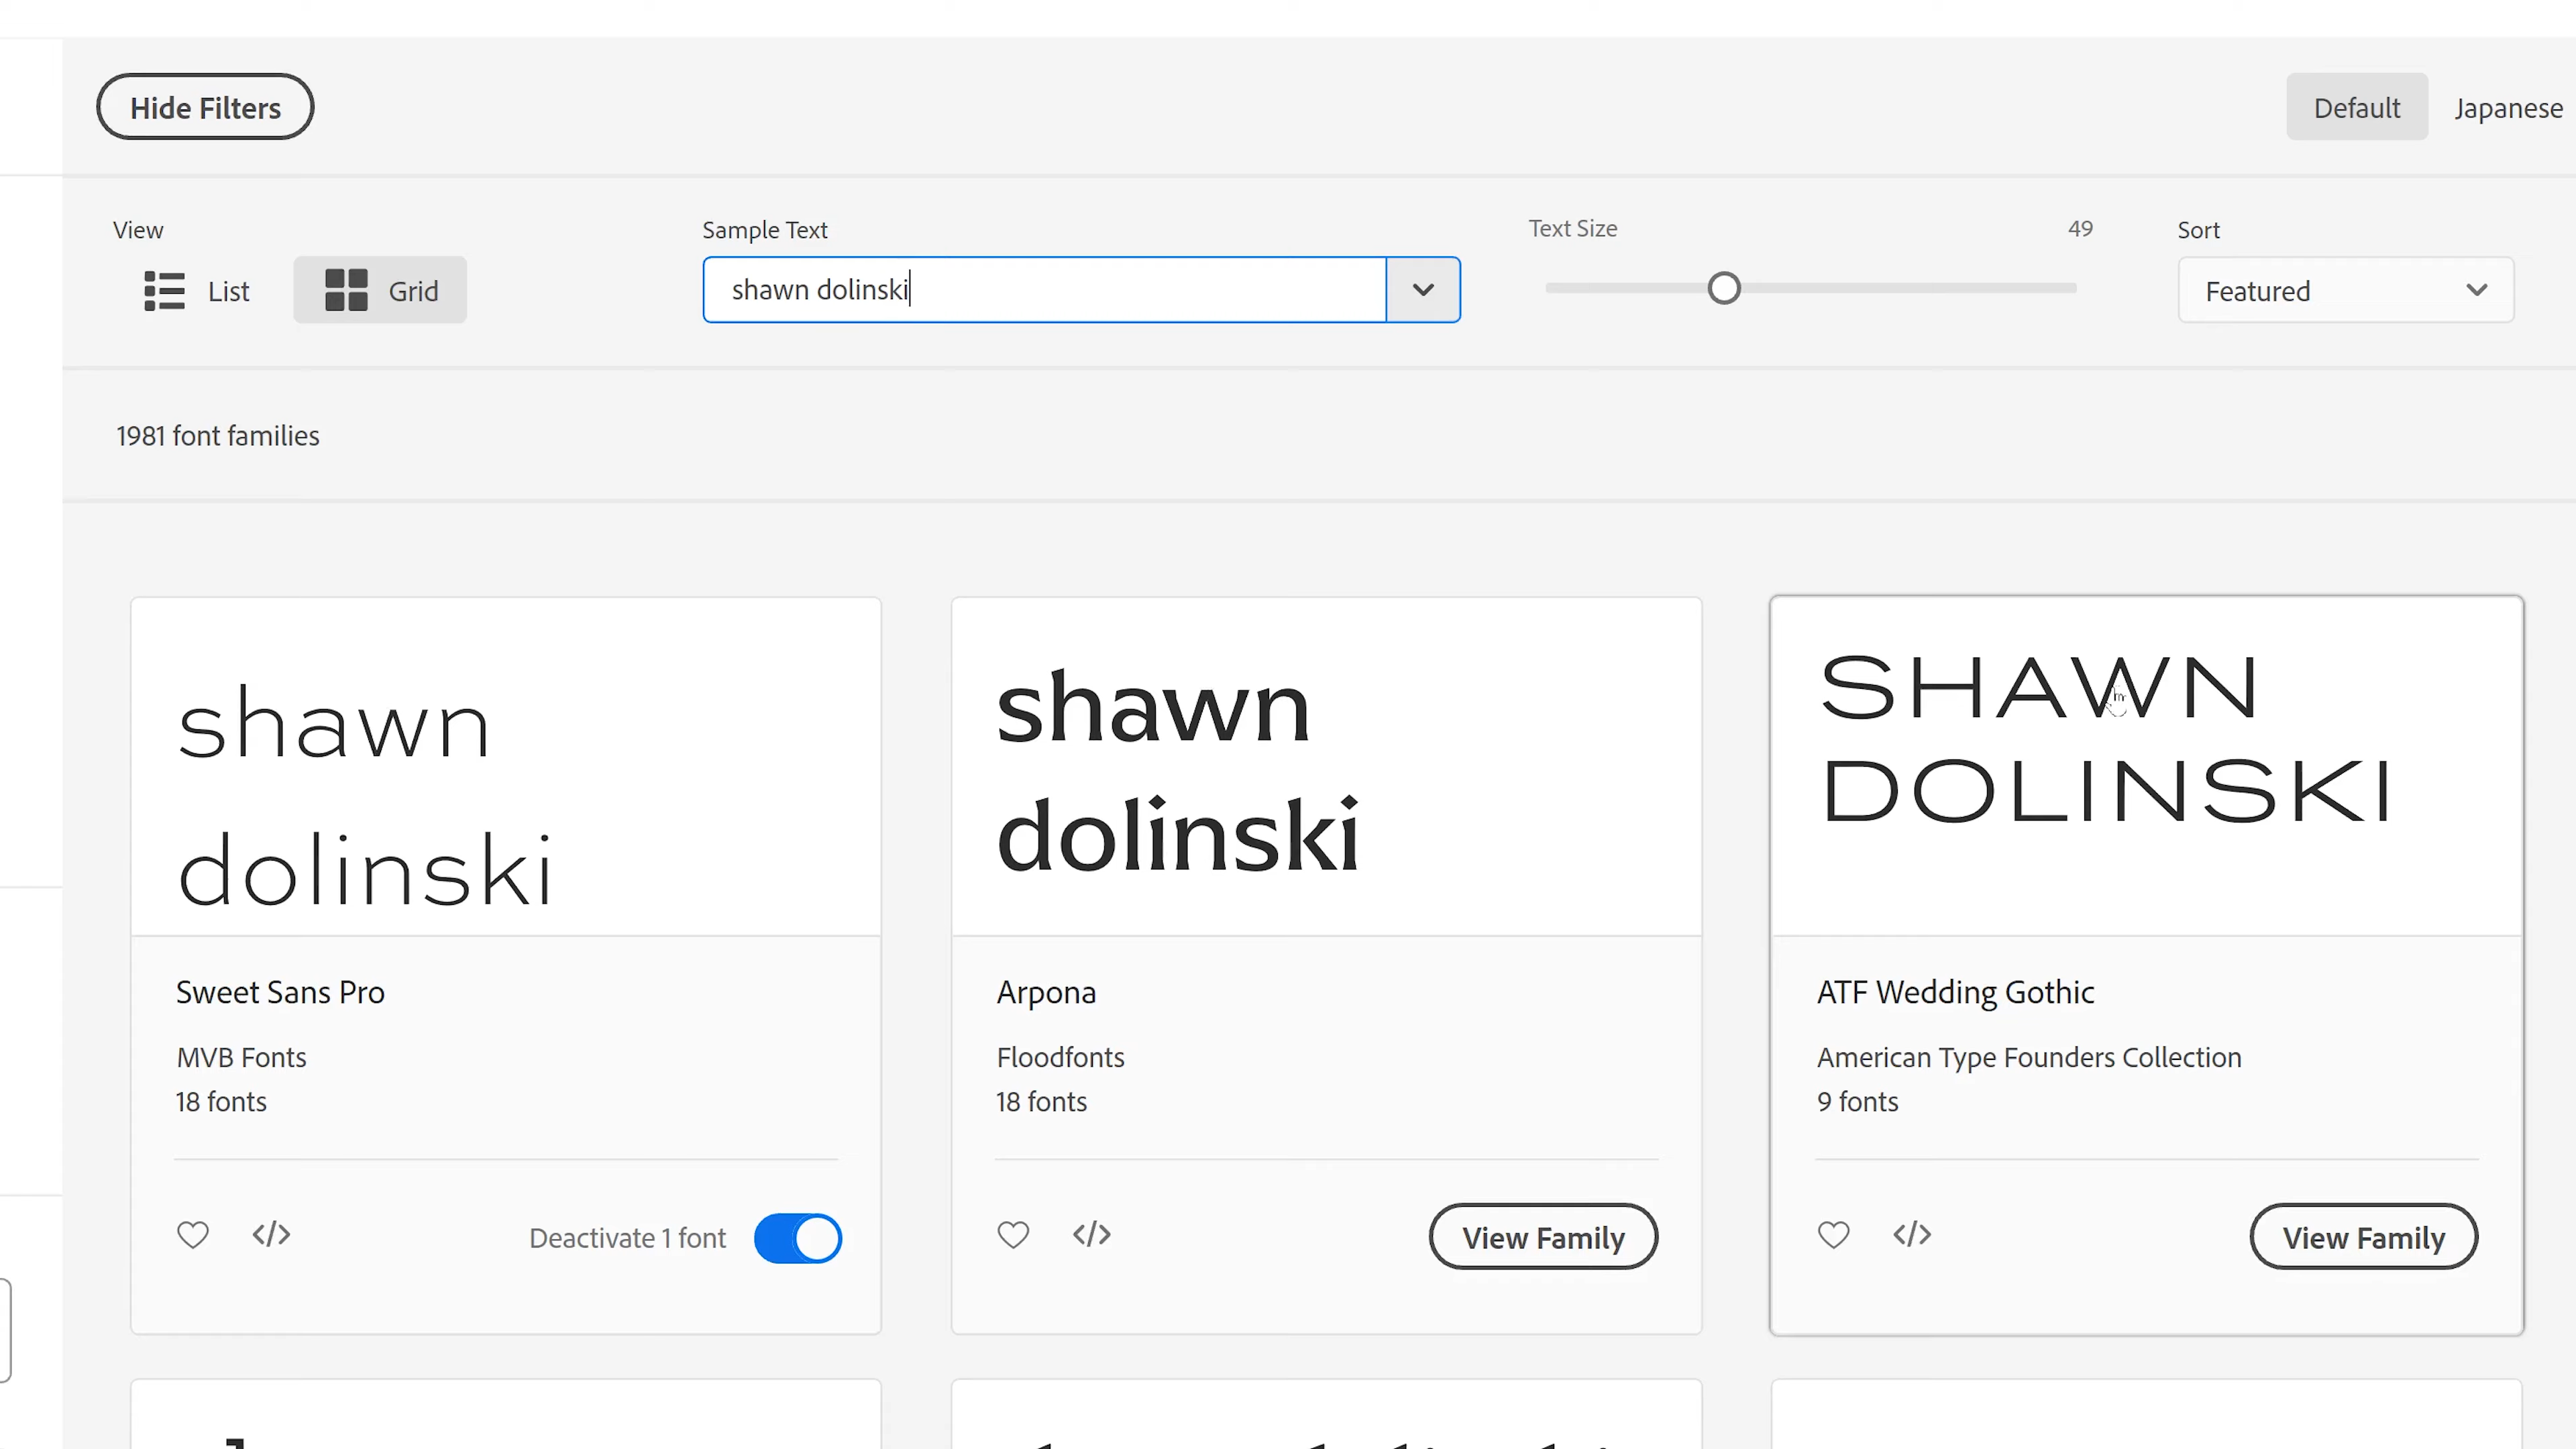 Hide Filters
Default Japanese
View
List Grid
Sample Text
shawn dolinski
Text Size 49
Sort
Featured
1981 font families
shawn
dolinski
Sweet Sans Pro
MVB Fonts
18 fonts
Deactivate 1 font
shawn
dolinski
Arpona
Floodfonts
18 fonts
View Family
SHAWN
DOLINSKI
ATF Wedding Gothic
American Type Founders Collection
9 fonts
View Family